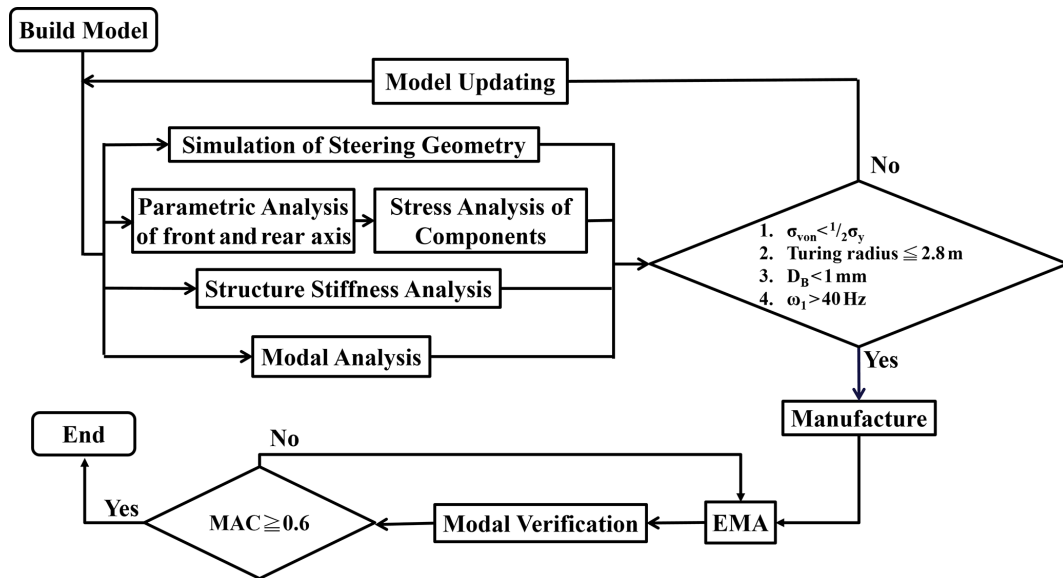 Build Model
Model Updating
Simulation of Steering Geometry
No
Parametric Analysis
of front and rear axis
Stress Analysis of
Components
1. σvon<1/2σy
2. Turing radius ≦ 2.8 m
3. DB<1 mm
4. ω1>40 Hz
Structure Stiffness Analysis
Modal Analysis
Yes
Manufacture
End
No
Yes
MAC≧0.6
Modal Verification
EMA